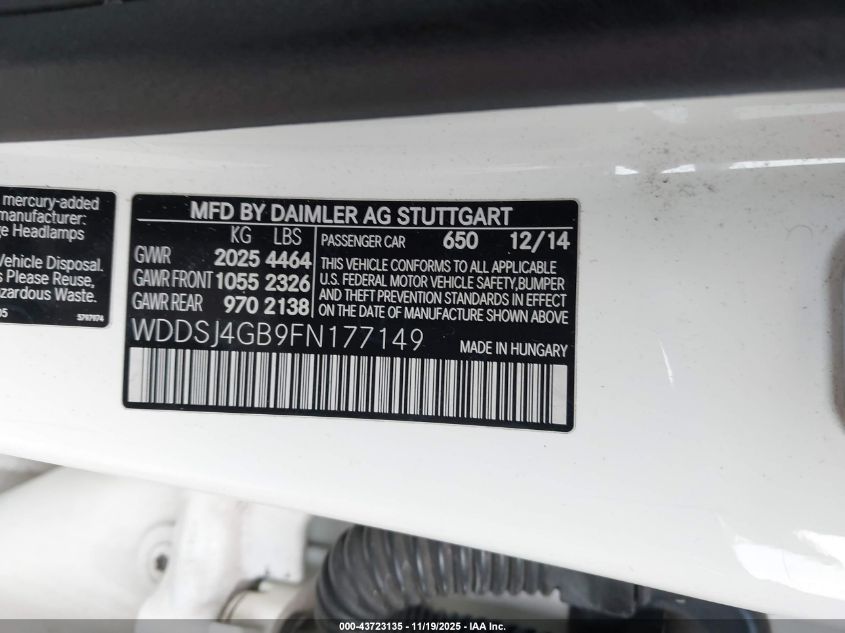 mercury-added
manufacturer:
Headlamps
Vehicle Disposal.
Please Reuse,
Hazardous Waste.
05 5797974
MFD BY DAIMLER AG STUTTGART
KG LBS
GVWR 2025 4464
GAWR FRONT 1055 2326
GAWR REAR 970 2138
PASSENGER CAR 650 12/14
THIS VEHICLE CONFORMS TO ALL APPLICABLE
U.S. FEDERAL MOTOR VEHICLE SAFETY,BUMPER
AND THEFT PREVENTION STANDARDS IN EFFECT
ON THE DATE OF MANUFACTURE SHOWN ABOVE
WDDSJ4GB9FN177149 MADE IN HUNGARY
000-43723135 - 11/19/2025 - IAA Inc.